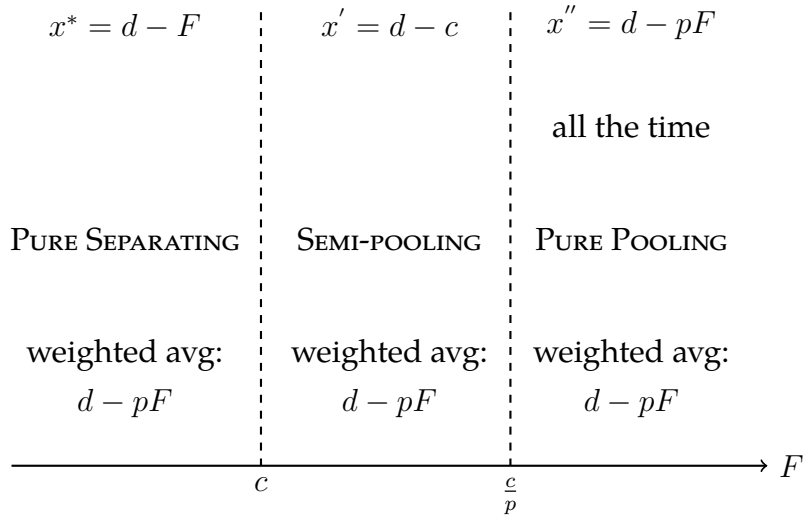 x* = d − F
x' = d − c
x'' = d − pF
all the time
PURE SEPARATING
SEMI-POOLING
PURE POOLING
weighted avg:
d − pF
weighted avg:
d − pF
weighted avg:
d − pF
c
c/p
F